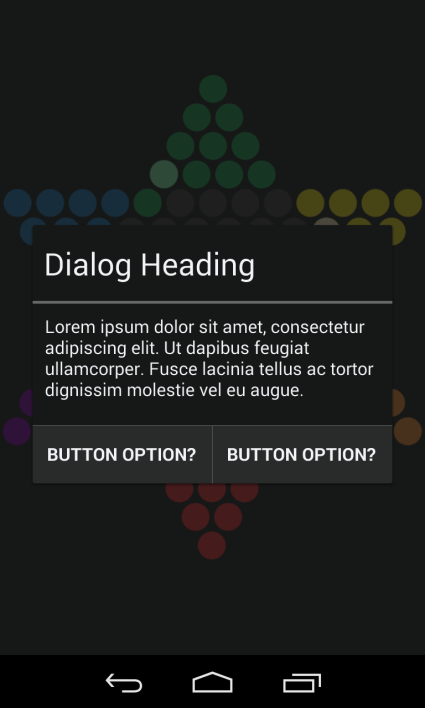 Dialog Heading
Lorem ipsum dolor sit amet, consectetur
adipiscing elit. Ut dapibus feugiat
ullamcorper. Fusce lacinia tellus ac tortor
dignissim molestie vel eu augue.
BUTTON OPTION? BUTTON OPTION?